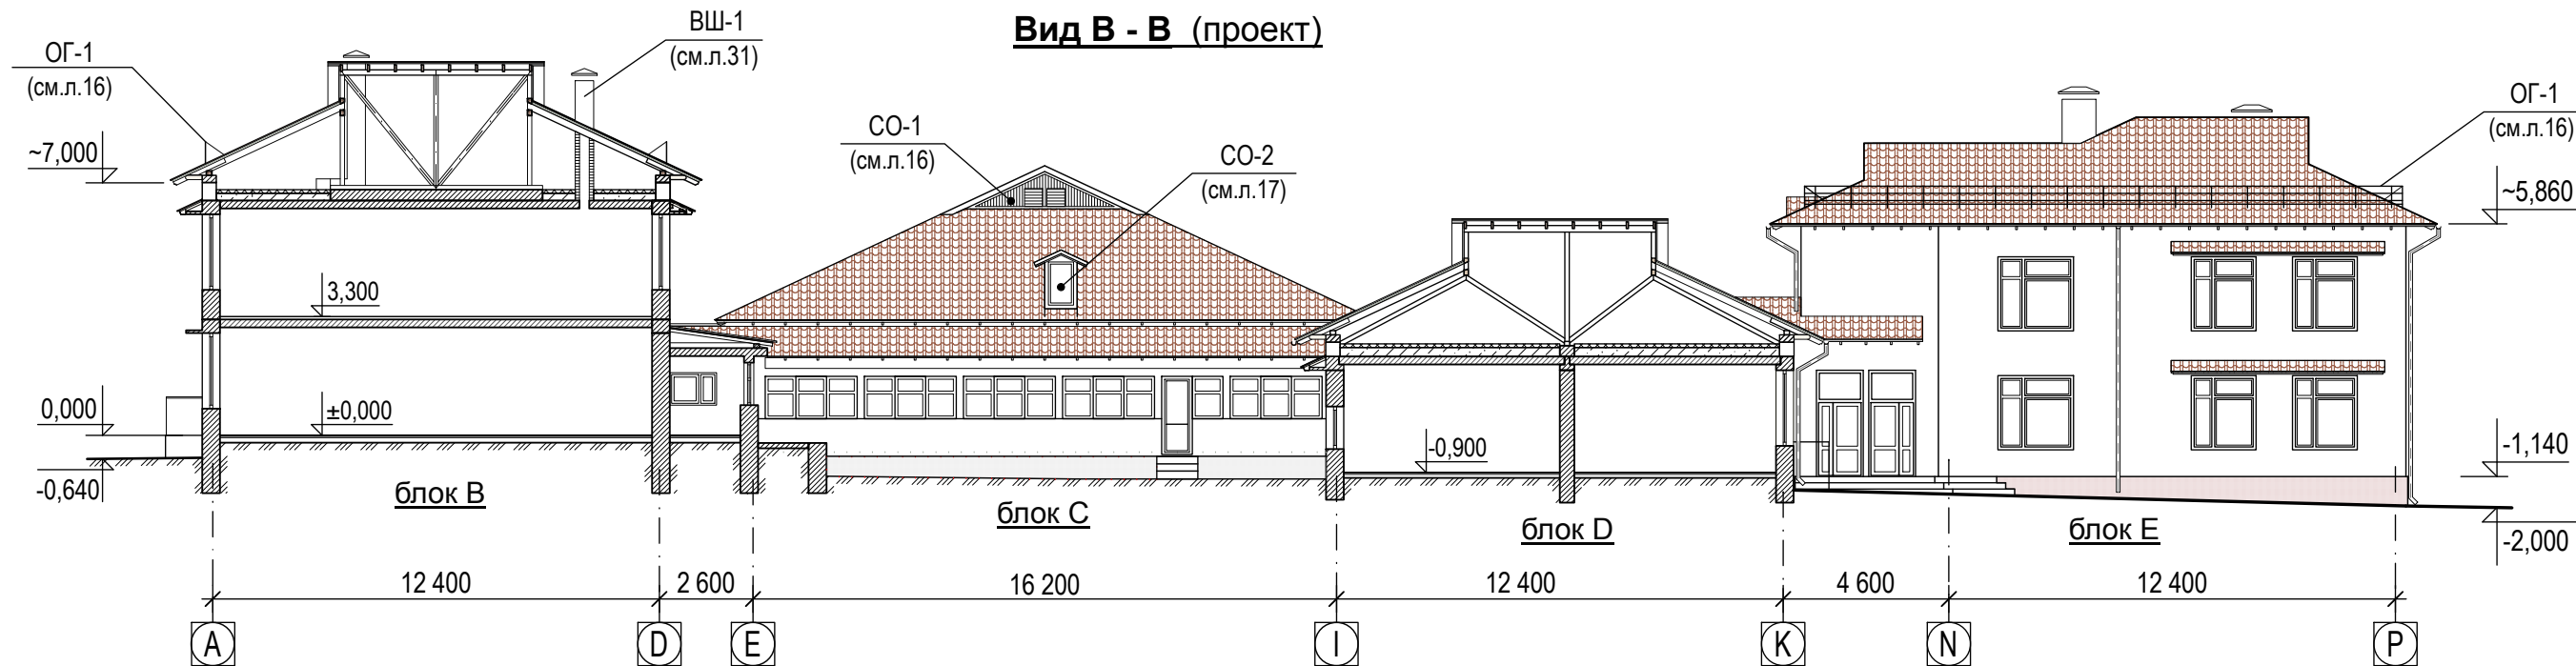 Вид В - В (проект)
ОГ-1
(см.л.16)
ВШ-1
(см.л.31)
СО-1
(см.л.16)
СО-2
(см.л.17)
ОГ-1
(см.л.16)
~7,000
~5,860
3,300
0,000
±0,000
-0,900
-1,140
-0,640
-2,000
блок B
блок C
блок D
блок E
12 400
2 600
16 200
12 400
4 600
12 400
A
D
E
I
K
N
P